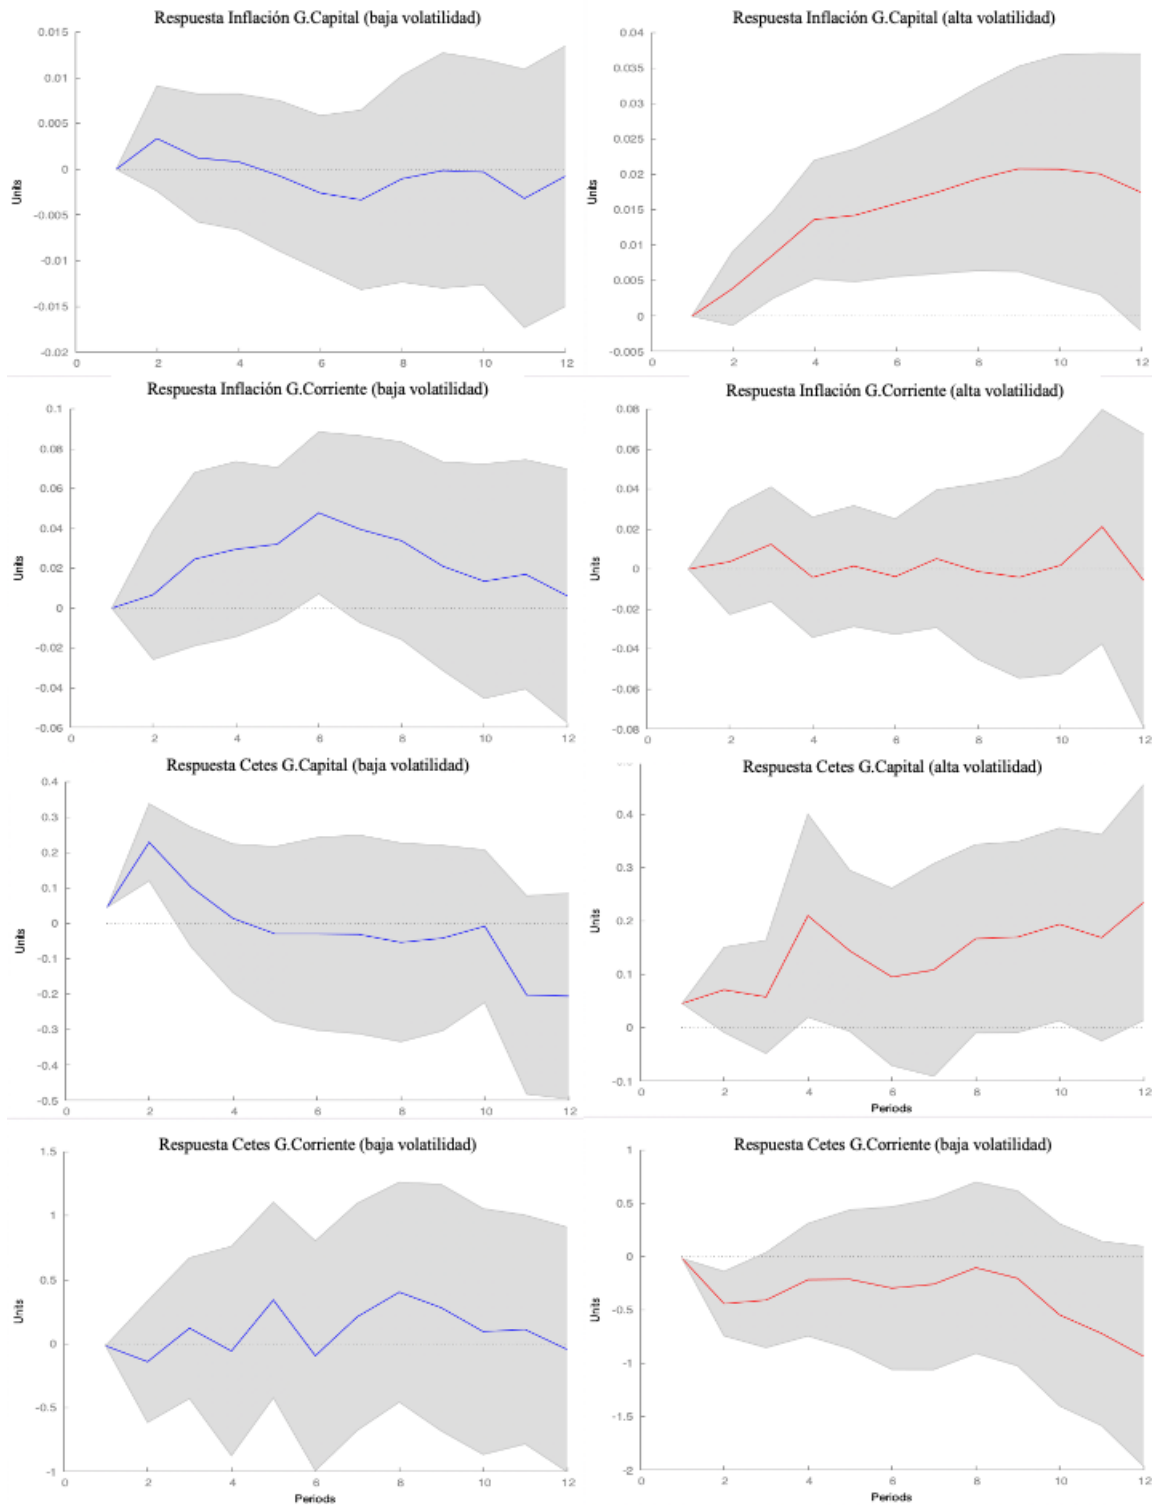 Respuesta Inflación G.Capital (baja volatilidad)
0.015
0.01
0.005
0
-0.005
-0.01
-0.015
-0.02
Units
0 2 4 6 8 10 12
Respuesta Inflación G.Capital (alta volatilidad)
0.04
0.035
0.03
0.025
0.02
0.015
0.01
0.005
0
-0.005
Units
0 2 4 6 8 10 12
Respuesta Inflación G.Corriente (baja volatilidad)
0.1
0.08
0.06
0.04
0.02
0
-0.02
-0.04
-0.06
Units
0 2 4 6 8 10 12
Respuesta Inflación G.Corriente (alta volatilidad)
0.08
0.06
0.04
0.02
0
-0.02
-0.04
-0.06
-0.08
Units
0 2 4 6 8 10 12
Respuesta Cetes G.Capital (baja volatilidad)
0.4
0.3
0.2
0.1
0
-0.1
-0.2
-0.3
-0.4
-0.5
Units
0 2 4 6 8 10 12
Respuesta Cetes G.Capital (alta volatilidad)
0.4
0.3
0.2
0.1
0
-0.1
Units
0 2 4 6 8 10 12
Periods
Respuesta Cetes G.Corriente (baja volatilidad)
1.5
1
0.5
0
-0.5
-1
Units
0 2 4 6 8 10 12
Periods
Respuesta Cetes G.Corriente (baja volatilidad)
1
0.5
0
-0.5
-1
-1.5
-2
Units
0 2 4 6 8 10 12
Periods